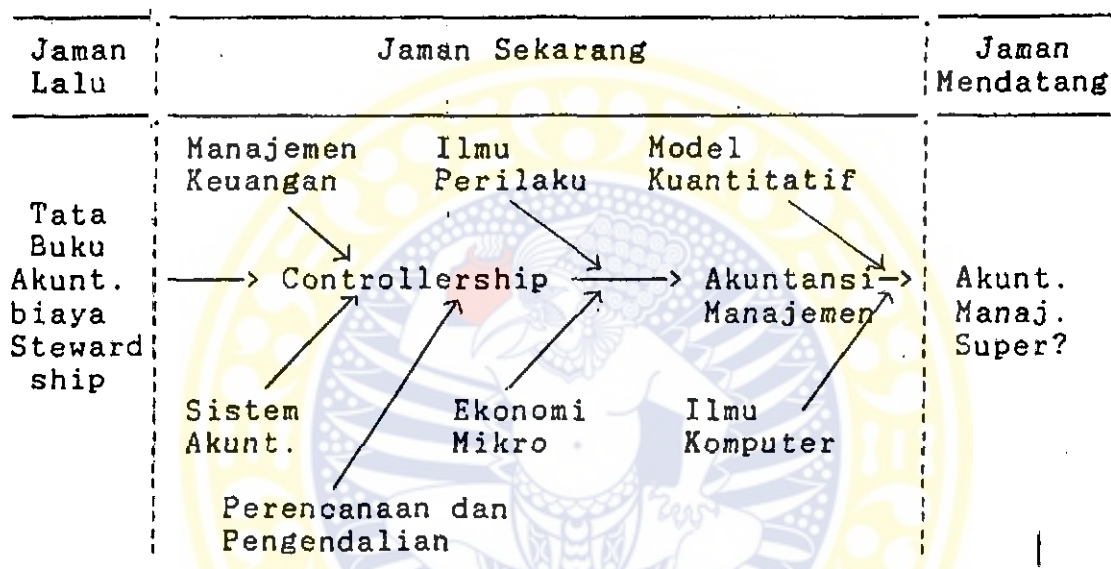 Jaman
Lalu
Jaman Sekarang
Jaman
Mendatang
Tata
Buku
Akunt.
biaya
Steward
ship
Manajemen
Keuangan
Ilmu
Perilaku
Model
Kuantitatif
Controllership
Akuntansi
Manajemen
Sistem
Akunt.
Ekonomi
Mikro
Ilmu
Komputer
Perencanaan dan
Pengendalian
Akunt.
Manaj.
Super?